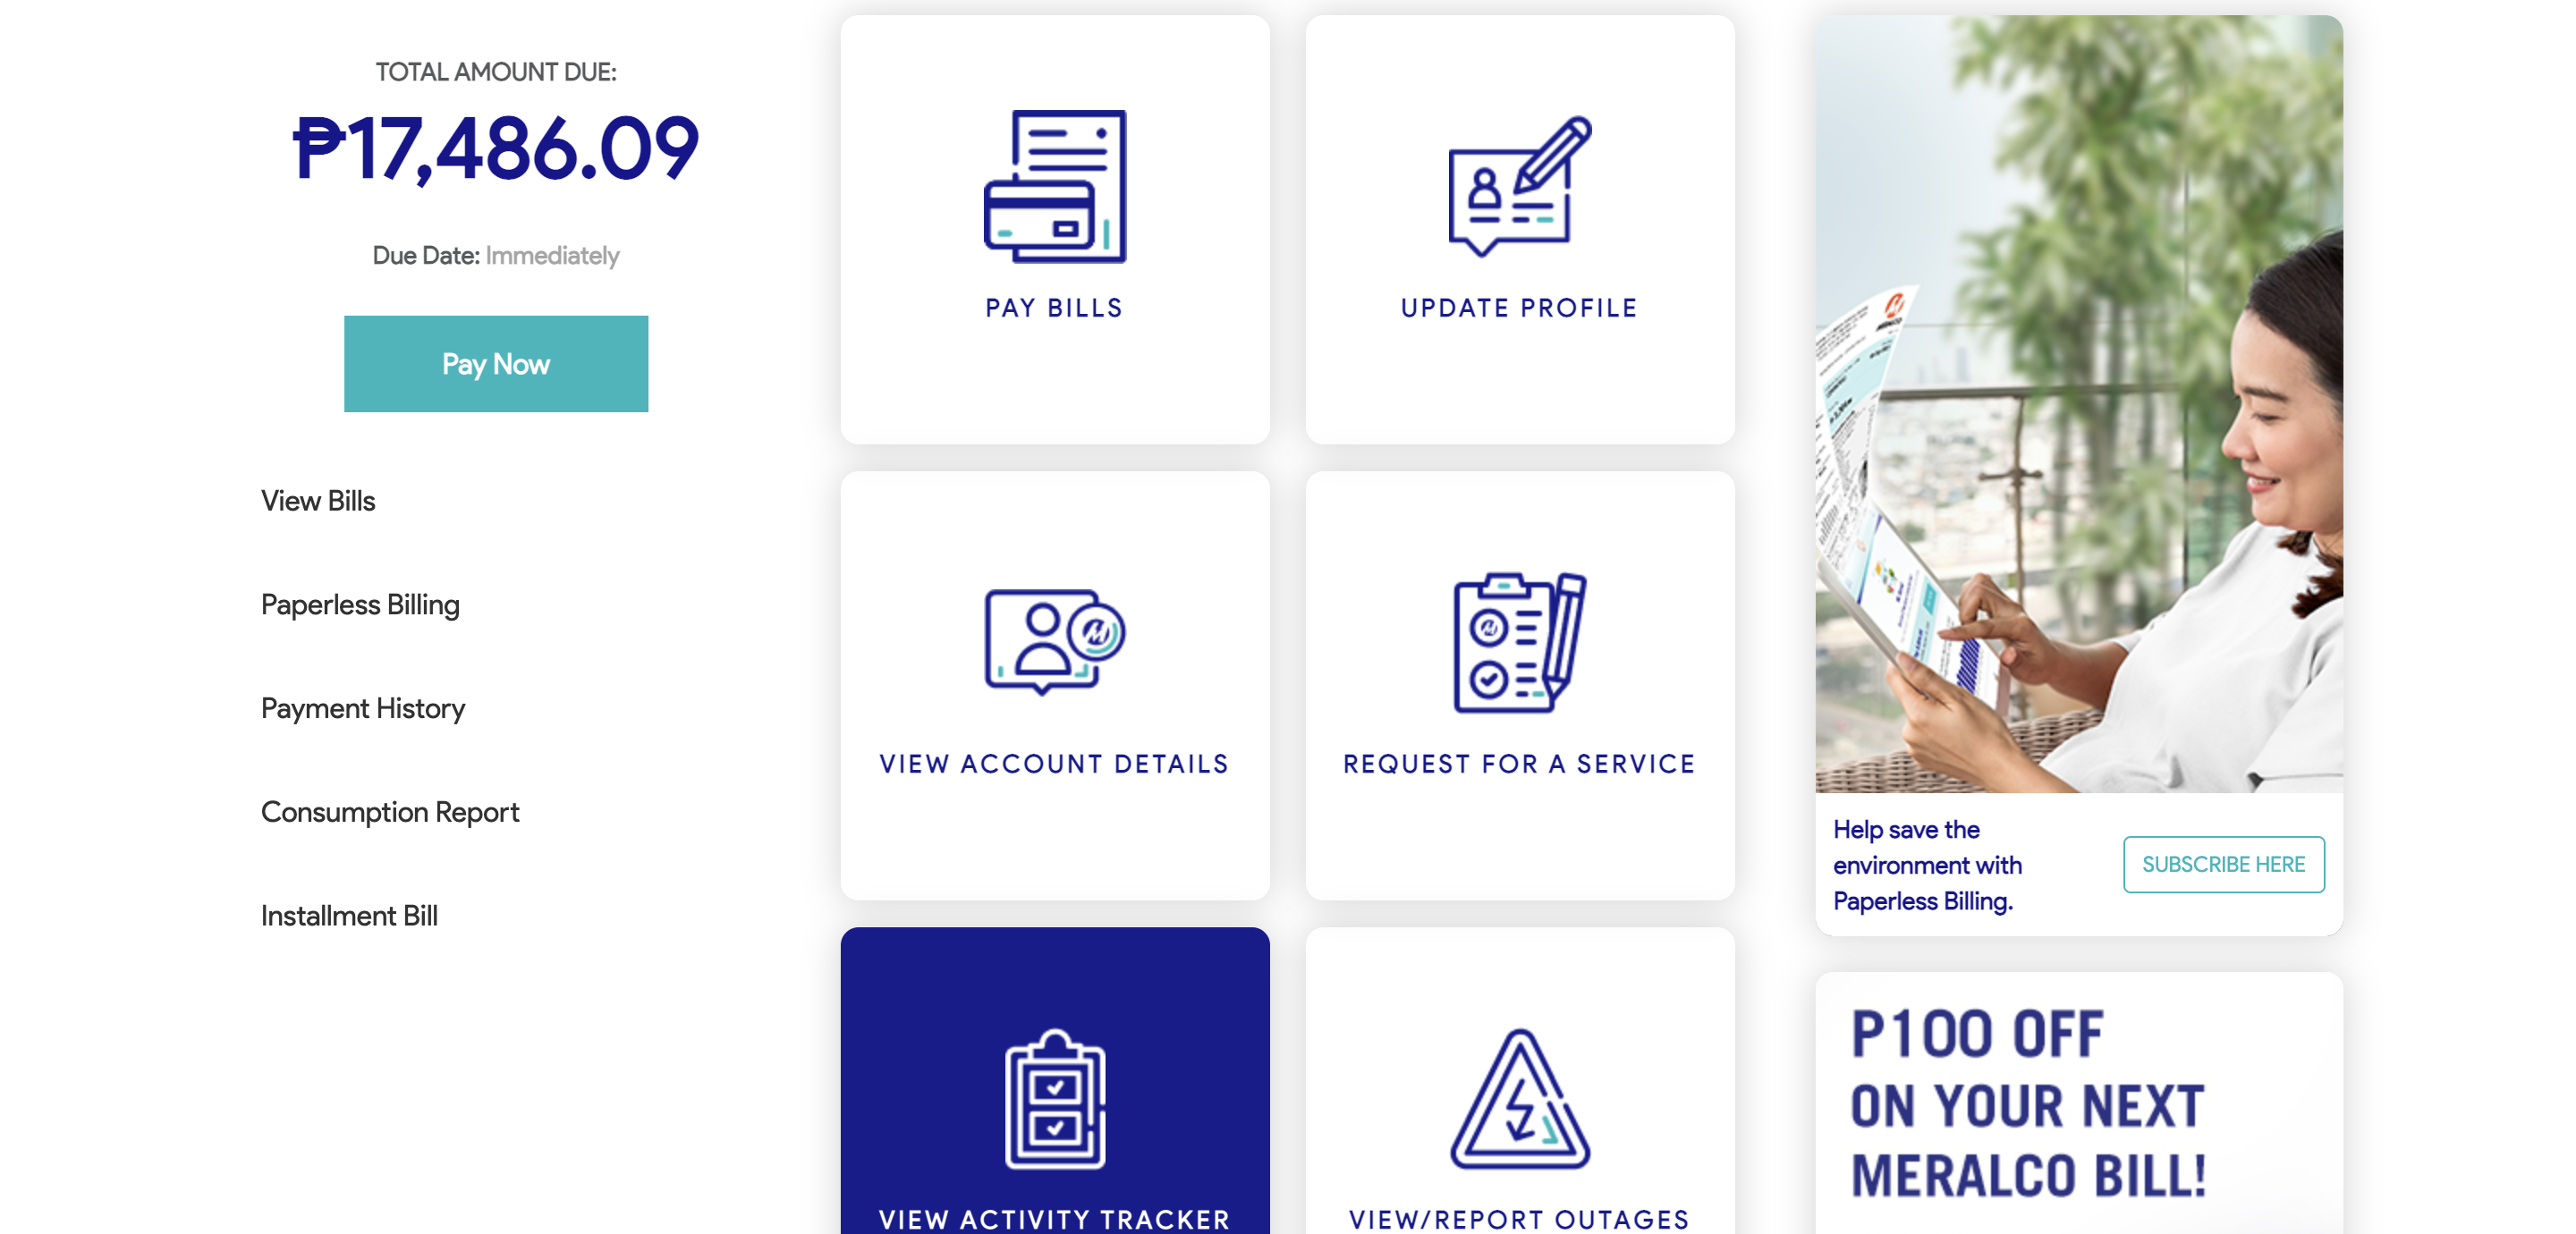 TOTAL AMOUNT DUE:
₱17,486.09
Due Date: Immediately
Pay Now
View Bills
Paperless Billing
Payment History
Consumption Report
Installment Bill
PAY BILLS
UPDATE PROFILE
VIEW ACCOUNT DETAILS
REQUEST FOR A SERVICE
VIEW ACTIVITY TRACKER
VIEW/REPORT OUTAGES
Help save the
environment with
Paperless Billing.
SUBSCRIBE HERE
P100 OFF
ON YOUR NEXT
MERALCO BILL!